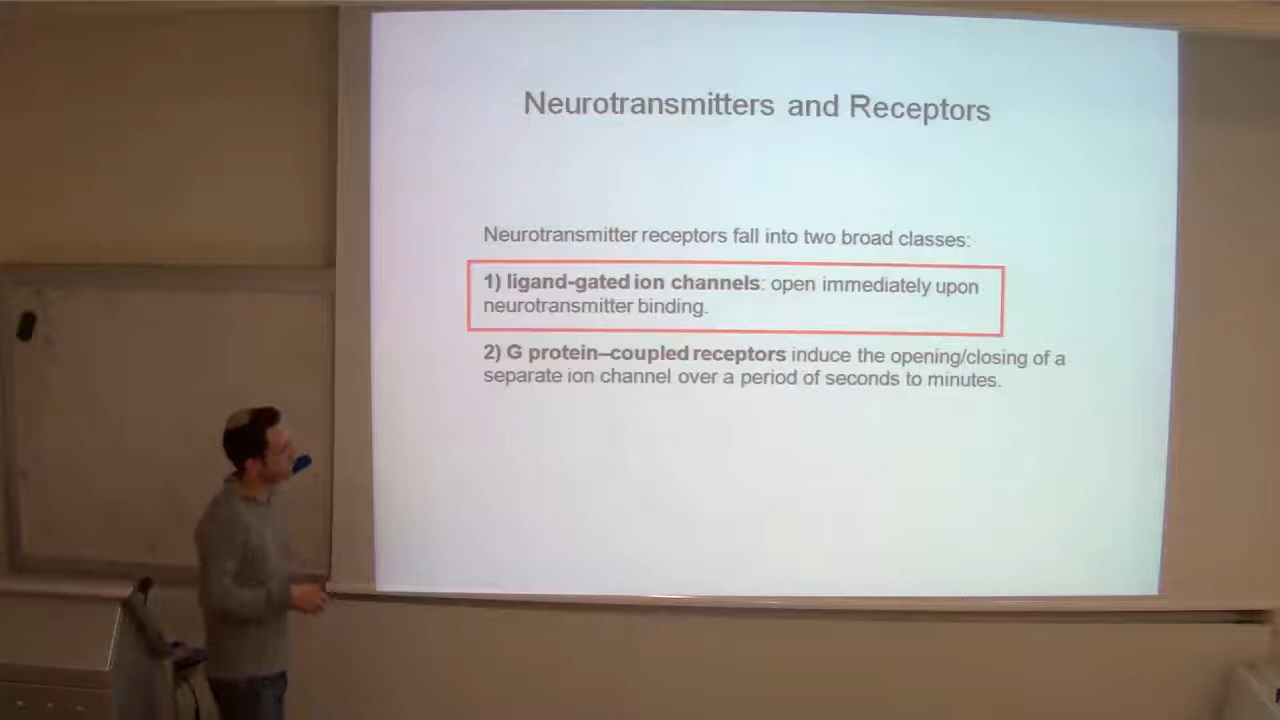 Neurotransmitters and Receptors
Neurotransmitter receptors fall into two broad classes:
1) ligand-gated ion channels: open immediately upon
neurotransmitter binding.
2) G protein–coupled receptors induce the opening/closing of a
separate ion channel over a period of seconds to minutes.